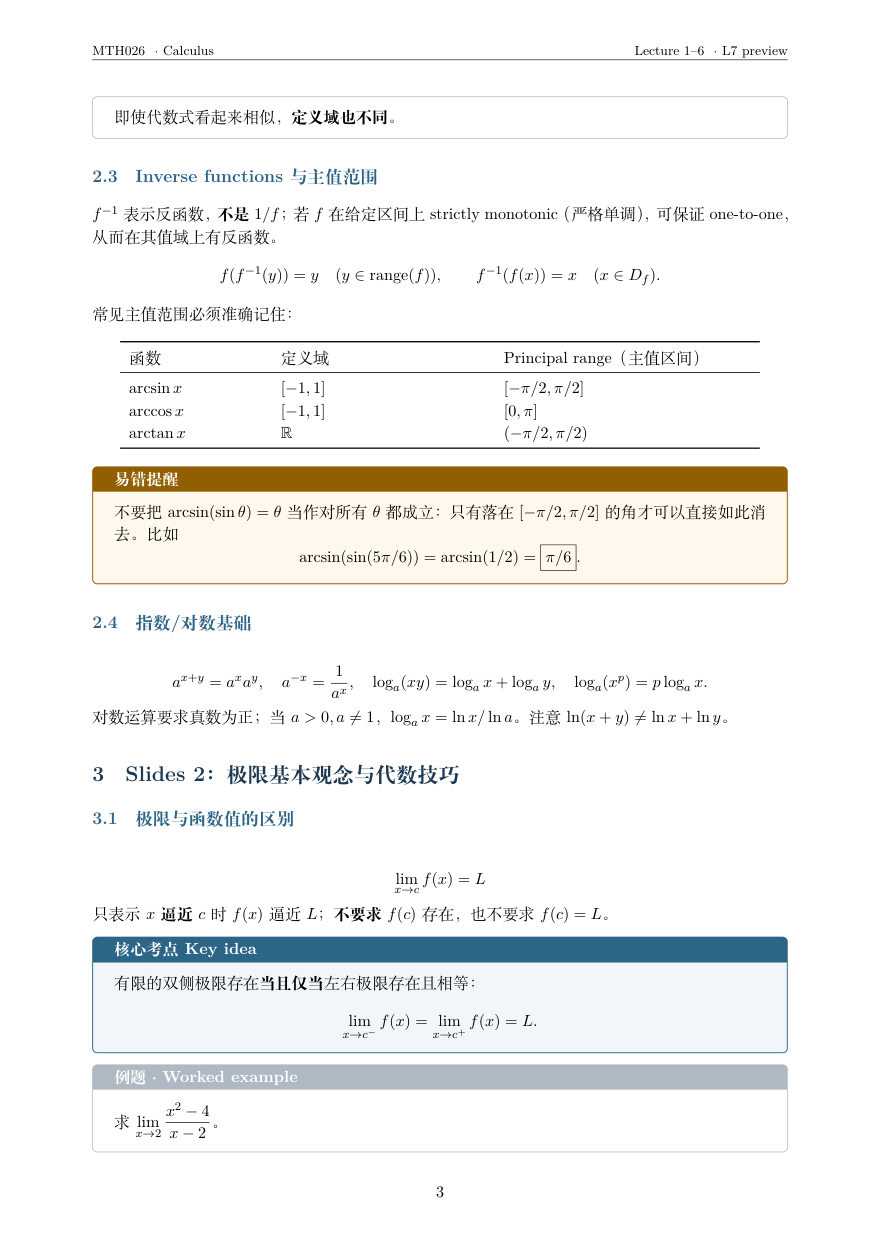 MTH026 · Calculus Lecture 1–6 · L7 preview
即使代数式看起来相似，定义域也不同。
2.3 Inverse functions 与主值范围
f⁻¹ 表示反函数，不是 1/f；若 f 在给定区间上 strictly monotonic（严格单调），可保证 one-to-one，
从而在其值域上有反函数。
f(f⁻¹(y)) = y (y ∈ range(f)), f⁻¹(f(x)) = x (x ∈ D_f).
常见主值范围必须准确记住：
函数 定义域 Principal range（主值区间）
arcsin x [−1, 1] [−π/2, π/2]
arccos x [−1, 1] [0, π]
arctan x ℝ (−π/2, π/2)
易错提醒
不要把 arcsin(sin θ) = θ 当作对所有 θ 都成立：只有落在 [−π/2, π/2] 的角才可以直接如此消
去。比如
arcsin(sin(5π/6)) = arcsin(1/2) = π/6.
2.4 指数/对数基础
a^{x+y} = a^x a^y, a^{−x} = 1/a^x, log_a(xy) = log_a x + log_a y, log_a(x^p) = p log_a x.
对数运算要求真数为正；当 a > 0, a ≠ 1，log_a x = ln x/ ln a。注意 ln(x + y) ≠ ln x + ln y。
3 Slides 2：极限基本观念与代数技巧
3.1 极限与函数值的区别
lim_{x→c} f(x) = L
只表示 x 逼近 c 时 f(x) 逼近 L；不要求 f(c) 存在，也不要求 f(c) = L。
核心考点 Key idea
有限的双侧极限存在当且仅当左右极限存在且相等：
lim_{x→c⁻} f(x) = lim_{x→c⁺} f(x) = L.
例题 · Worked example
求 lim_{x→2} (x² − 4)/(x − 2)。
3